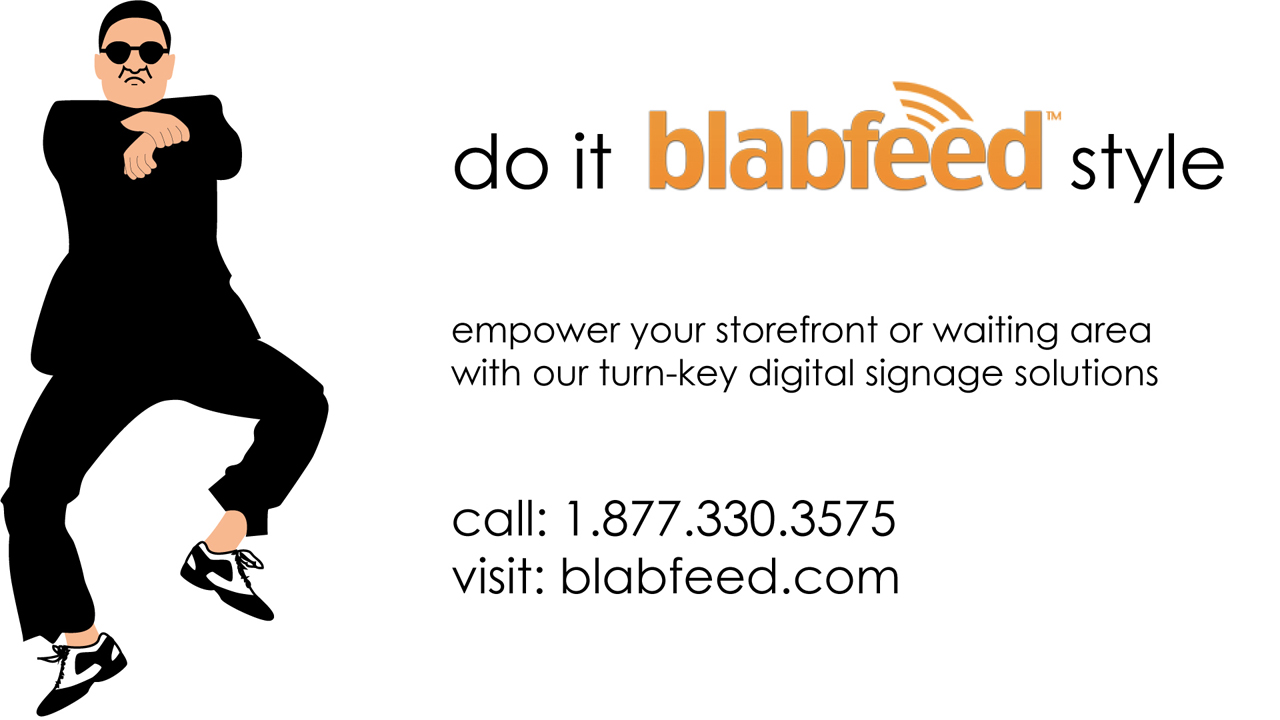 do it blabfeed™ style
empower your storefront or waiting area
with our turn-key digital signage solutions
call: 1.877.330.3575
visit: blabfeed.com